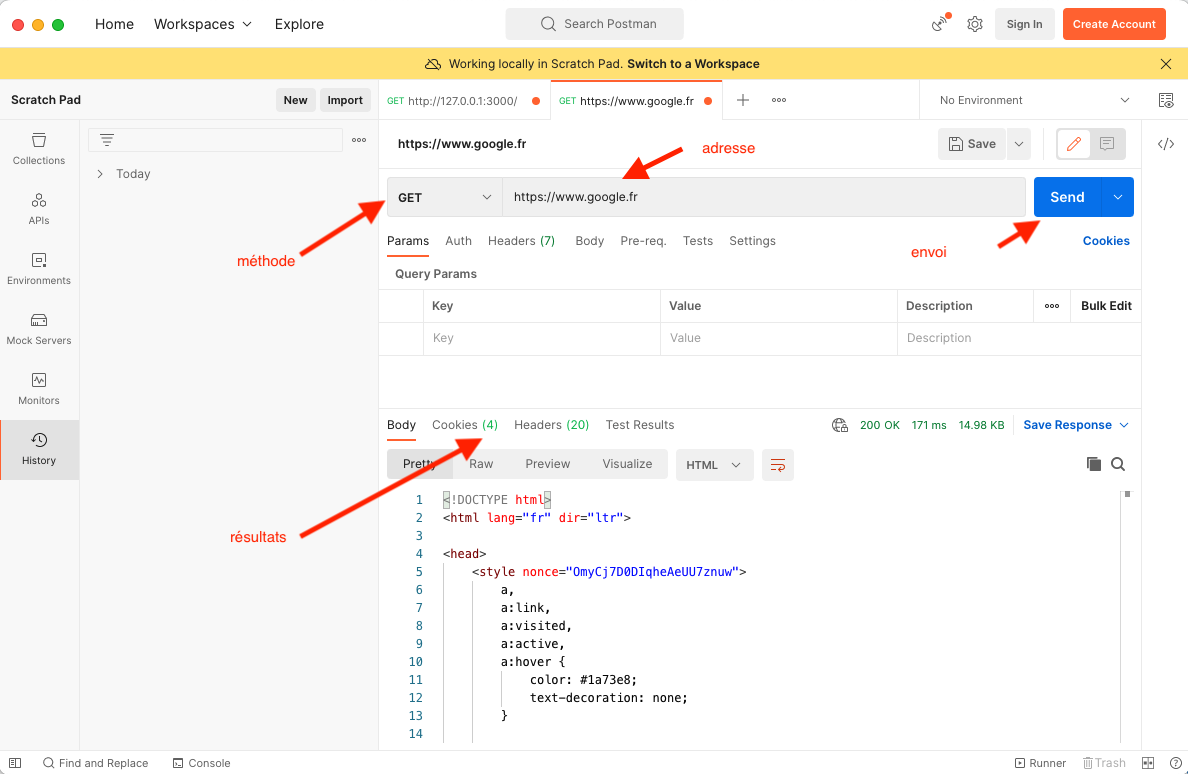 Home Workspaces Explore Search Postman Sign In Create Account
Working locally in Scratch Pad. Switch to a Workspace
Scratch Pad New Import
GET http://127.0.0.1:3000/ GET https://www.google.fr No Environment
Collections
APIs
Environments
Mock Servers
Monitors
History
Today
https://www.google.fr Save
adresse
GET https://www.google.fr Send
méthode
envoi
Params Auth Headers (7) Body Pre-req. Tests Settings Cookies
Query Params
Key Value Description Bulk Edit
Key Value Description
Body Cookies (4) Headers (20) Test Results 200 OK 171 ms 14.98 KB Save Response
Pretty Raw Preview Visualize HTML
résultats
1 <!DOCTYPE html>
2 <html lang="fr" dir="ltr">
3
4 <head>
5 <style nonce="OmyCj7D0DIqheAeUU7znuw">
6 a,
7 a:link,
8 a:visited,
9 a:active,
10 a:hover {
11 color: #1a73e8;
12 text-decoration: none;
13 }
14
Find and Replace Console Runner Trash